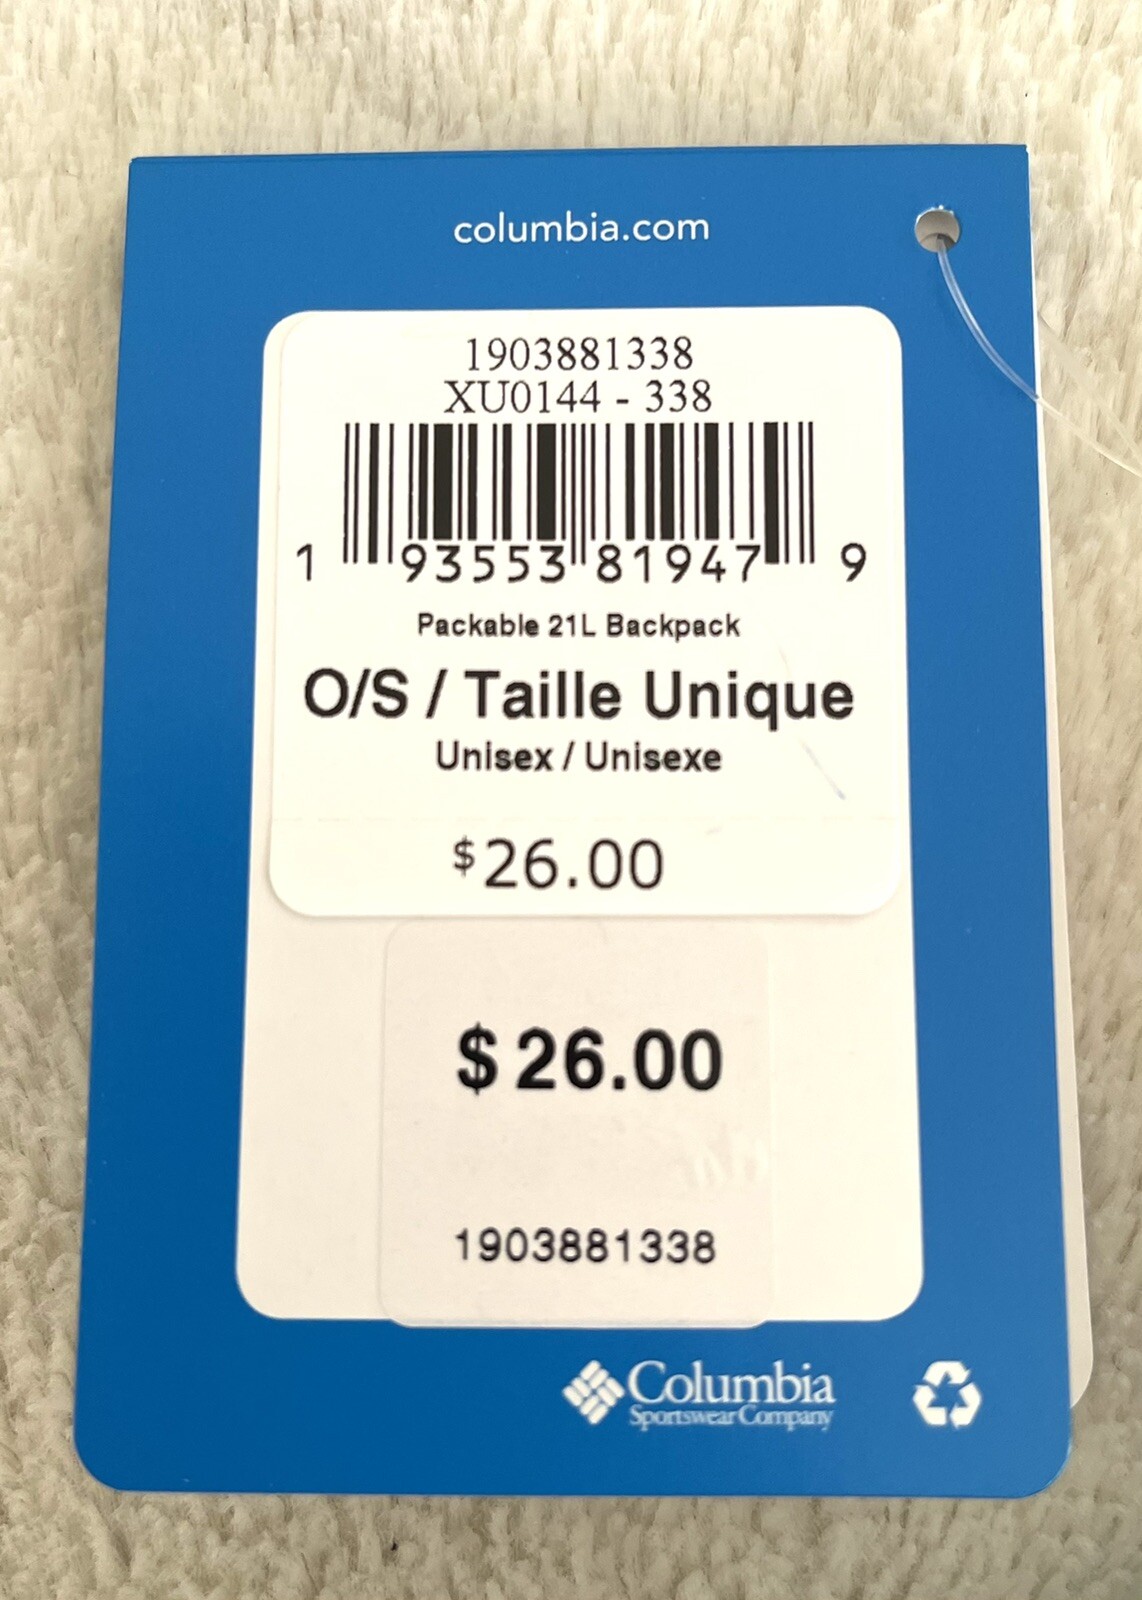 columbia.com
1903881338
XU0144 - 338
1 93553 81947 9
Packable 21L Backpack
O/S / Taille Unique
Unisex / Unisexe
$26.00
$ 26.00
1903881338
Columbia
Sportswear Company